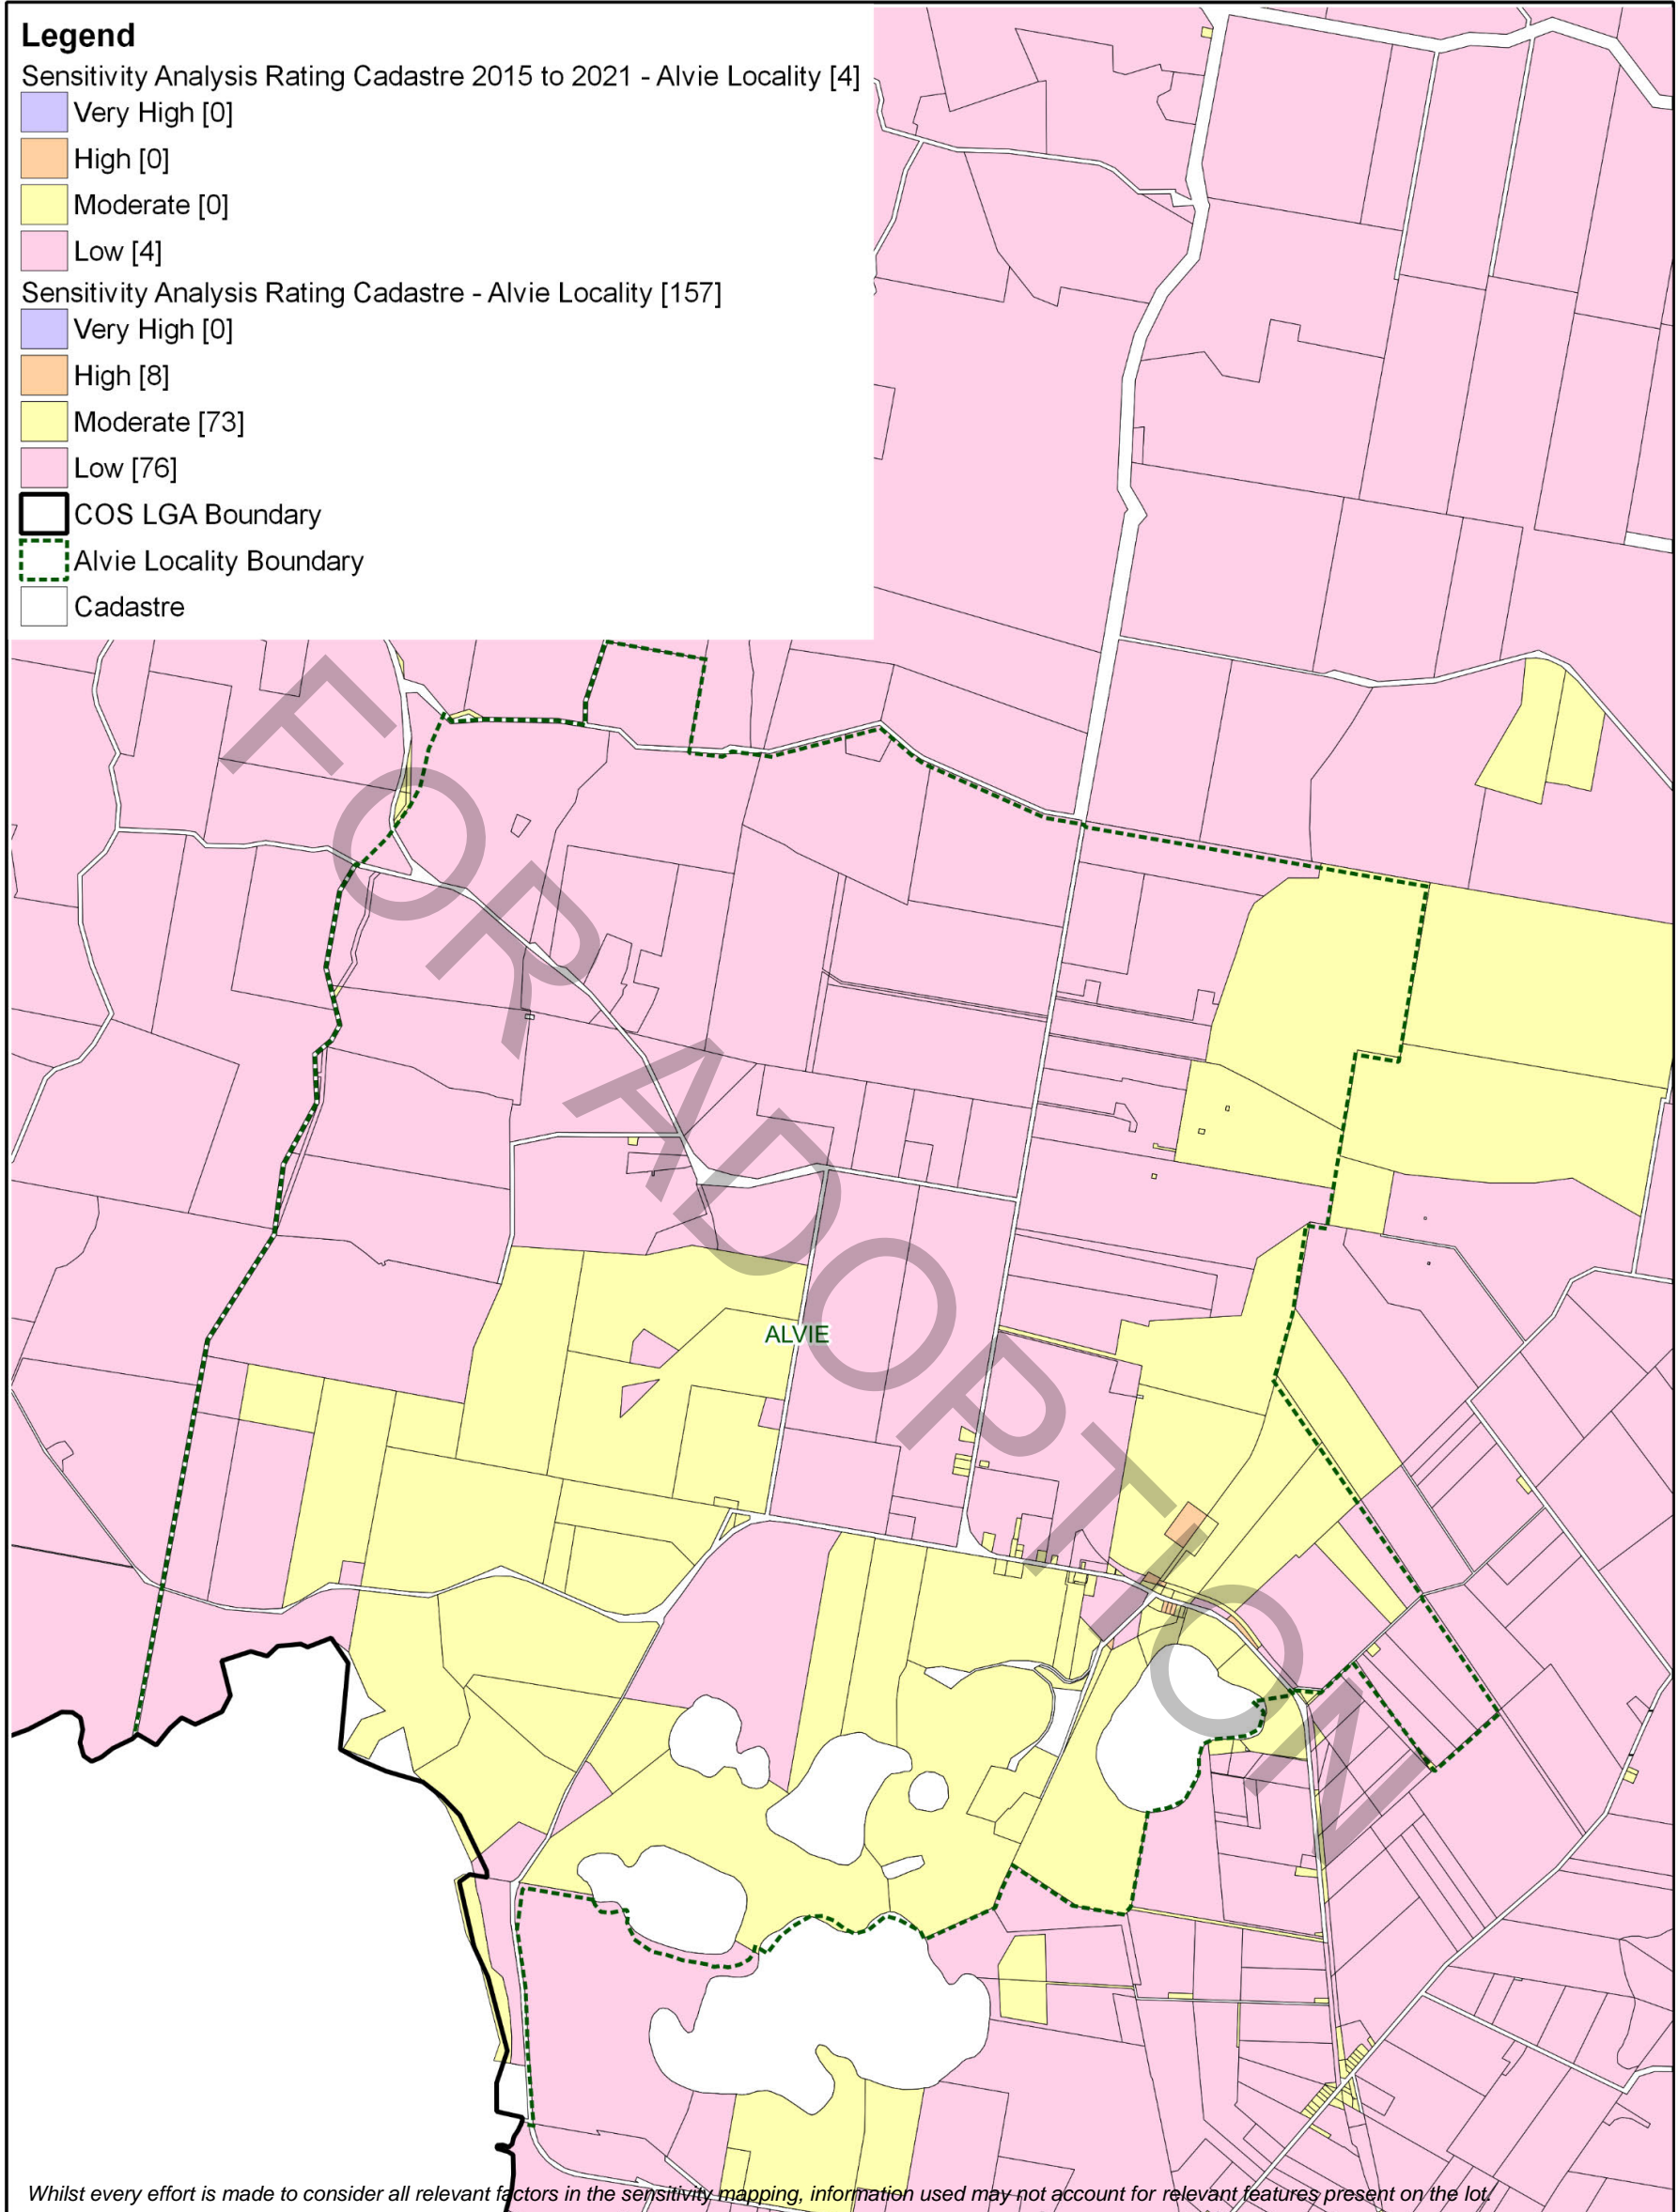 Legend
Sensitivity Analysis Rating Cadastre 2015 to 2021 - Alvie Locality [4]
Very High [0]
High [0]
Moderate [0]
Low [4]
Sensitivity Analysis Rating Cadastre - Alvie Locality [157]
Very High [0]
High [8]
Moderate [73]
Low [76]
COS LGA Boundary
Alvie Locality Boundary
Cadastre
FOR ADOPTION
ALVIE
Whilst every effort is made to consider all relevant factors in the sensitivity mapping, information used may not account for relevant features present on the lot.